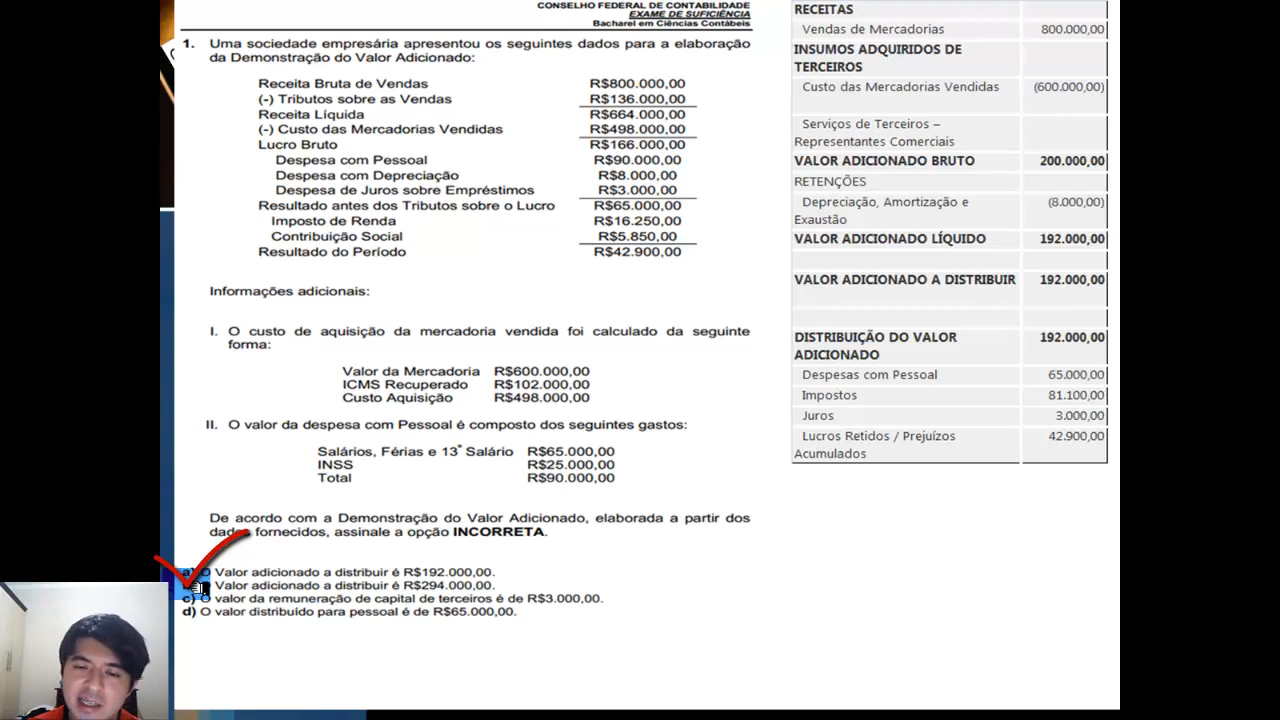 CONSELHO FEDERAL DE CONTABILIDADE
EXAME DE SUFICIÊNCIA
Bacharel em Ciências Contábeis
1. Uma sociedade empresária apresentou os seguintes dados para a elaboração
da Demonstração do Valor Adicionado:
Receita Bruta de Vendas R$800.000,00
(-) Tributos sobre as Vendas R$136.000,00
Receita Líquida R$664.000,00
(-) Custo das Mercadorias Vendidas R$498.000,00
Lucro Bruto R$166.000,00
Despesa com Pessoal R$90.000,00
Despesa com Depreciação R$8.000,00
Despesa de Juros sobre Empréstimos R$3.000,00
Resultado antes dos Tributos sobre o Lucro R$65.000,00
Imposto de Renda R$16.250,00
Contribuição Social R$5.850,00
Resultado do Período R$42.900,00
Informações adicionais:
I. O custo de aquisição da mercadoria vendida foi calculado da seguinte
forma:
Valor da Mercadoria R$600.000,00
ICMS Recuperado R$102.000,00
Custo Aquisição R$498.000,00
II. O valor da despesa com Pessoal é composto dos seguintes gastos:
Salários, Férias e 13º Salário R$65.000,00
INSS R$25.000,00
Total R$90.000,00
De acordo com a Demonstração do Valor Adicionado, elaborada a partir dos
dados fornecidos, assinale a opção INCORRETA.
a) O Valor adicionado a distribuir é R$192.000,00.
Valor adicionado a distribuir é R$294.000,00.
c) O valor da remuneração de capital de terceiros é de R$3.000,00.
d) O valor distribuído para pessoal é de R$65.000,00.
RECEITAS
Vendas de Mercadorias 800.000,00
INSUMOS ADQUIRIDOS DE
TERCEIROS
Custo das Mercadorias Vendidas (600.000,00)
Serviços de Terceiros –
Representantes Comerciais
VALOR ADICIONADO BRUTO 200.000,00
RETENÇÕES
Depreciação, Amortização e (8.000,00)
Exaustão
VALOR ADICIONADO LÍQUIDO 192.000,00
VALOR ADICIONADO A DISTRIBUIR 192.000,00
DISTRIBUIÇÃO DO VALOR 192.000,00
ADICIONADO
Despesas com Pessoal 65.000,00
Impostos 81.100,00
Juros 3.000,00
Lucros Retidos / Prejuízos 42.900,00
Acumulados